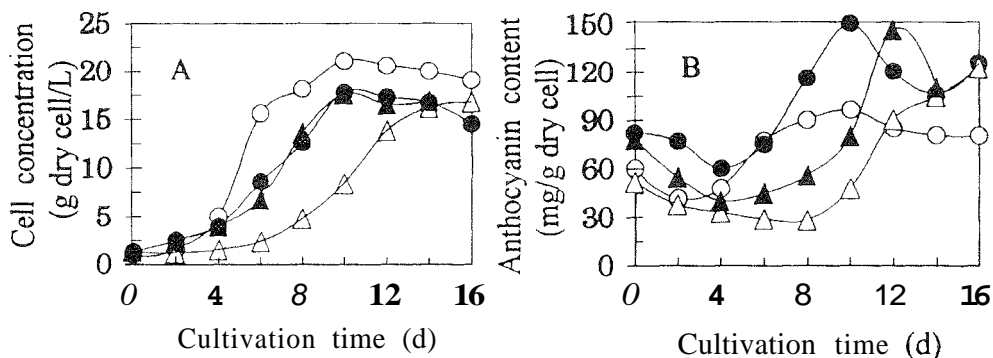 Cell concentration
(g dry cell/L)
25
20
15
10
5
0
A
0 4 8 12 16
Cultivation time (d)
Anthocyanin content
(mg/g dry cell)
150
120
90
60
30
0
B
0 4 8 12 16
Cultivation time (d)